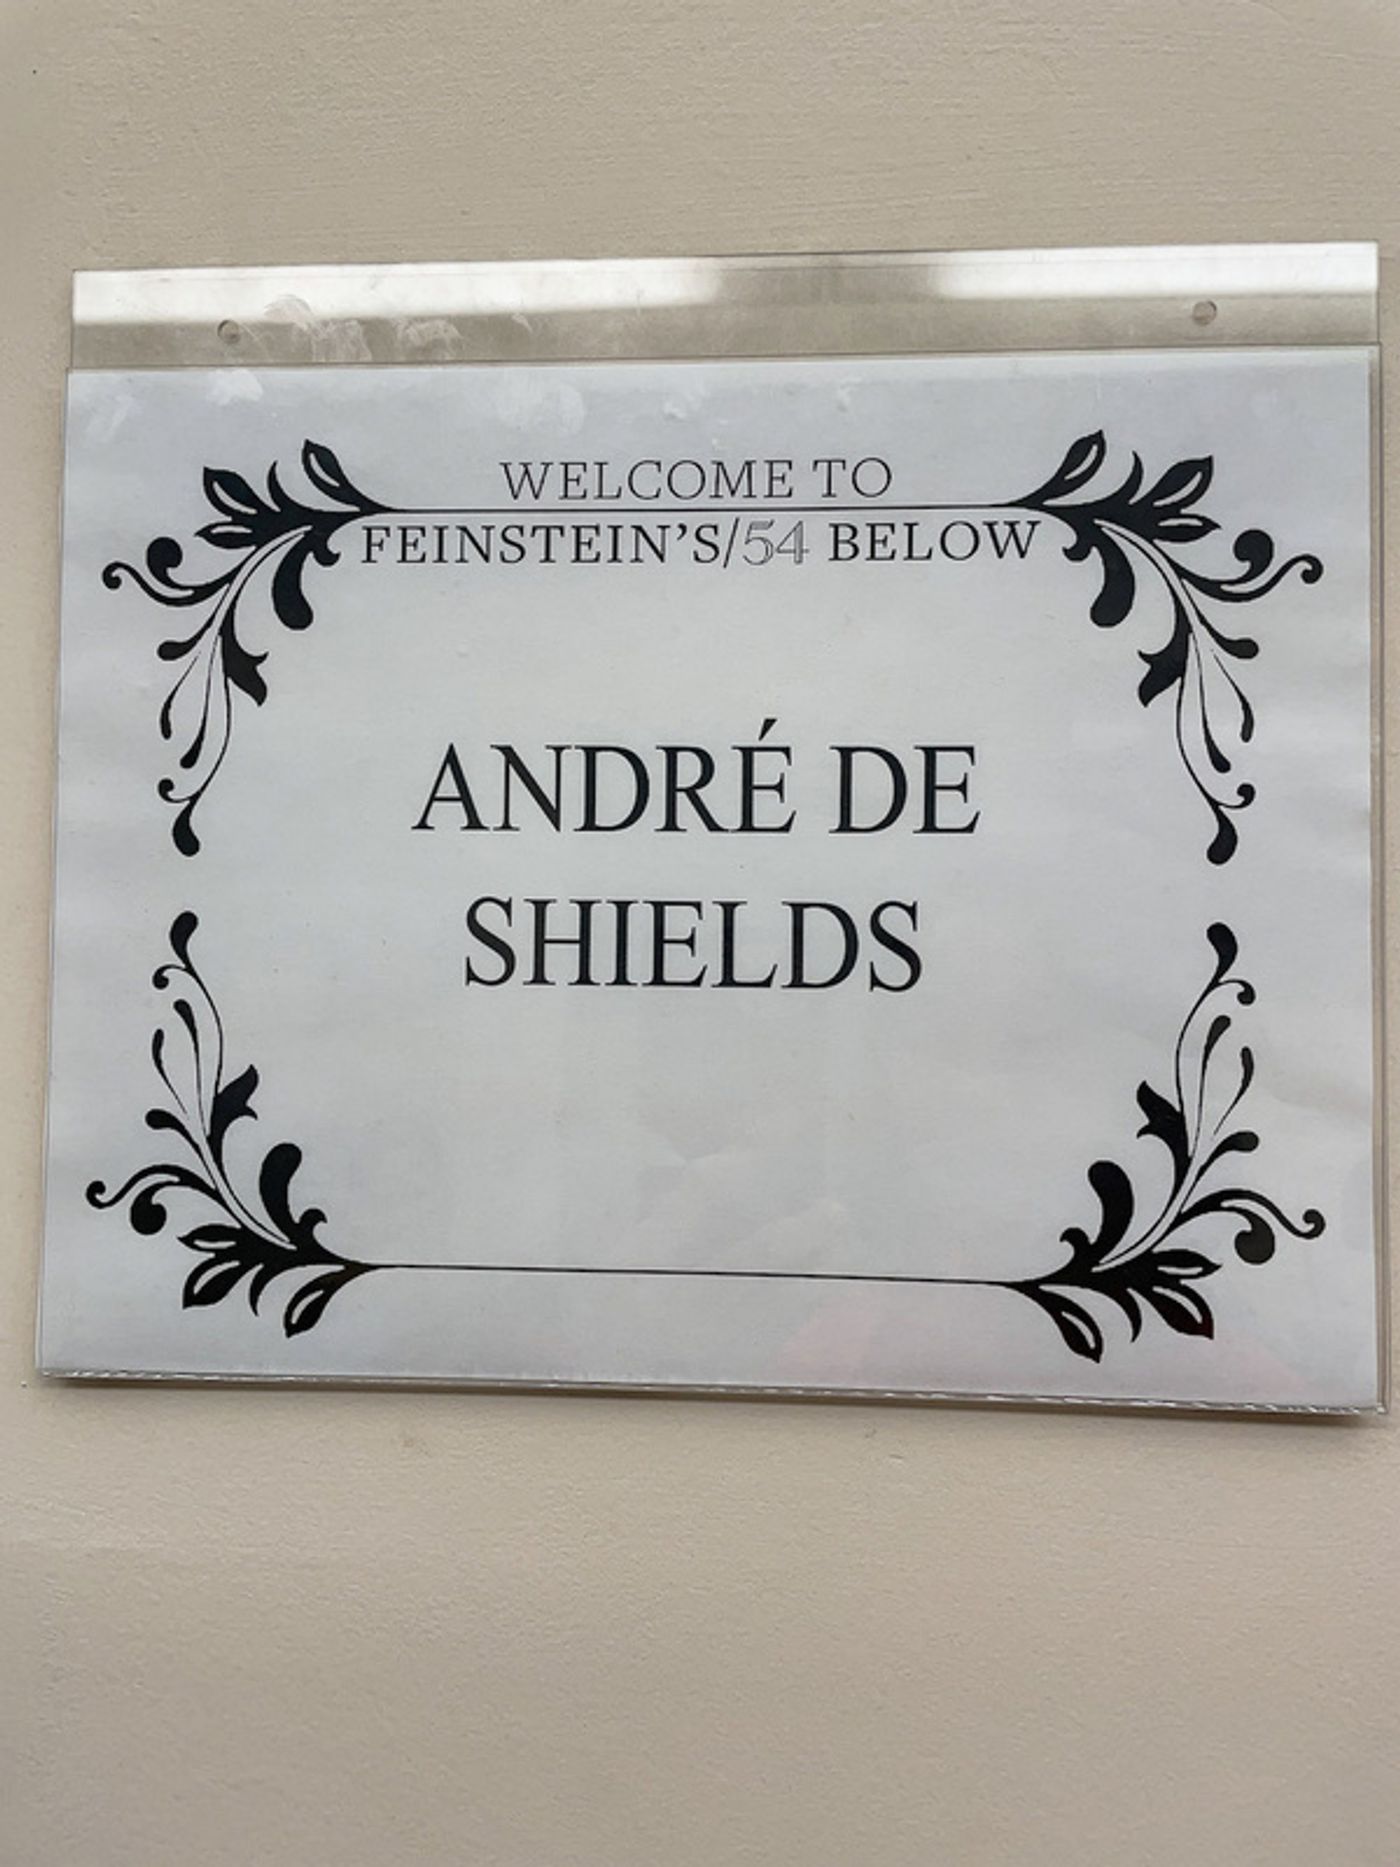 WELCOME TO
FEINSTEIN’S/54 BELOW
ANDRÉ DE
SHIELDS